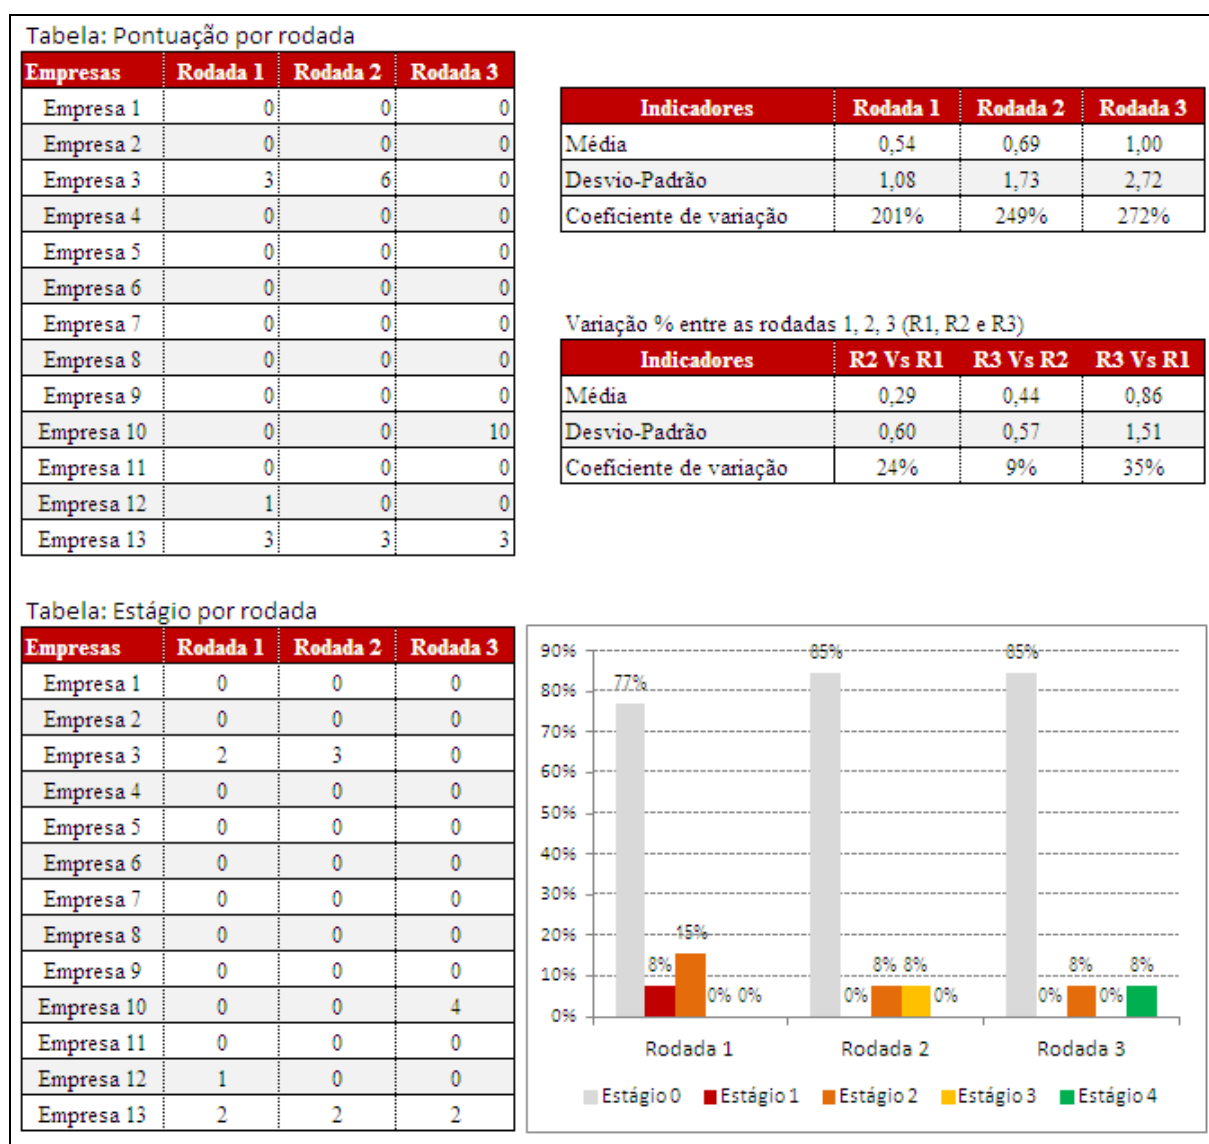 Tabela: Pontuação por rodada
Empresas Rodada 1 Rodada 2 Rodada 3
Empresa 1 0 0 0
Empresa 2 0 0 0
Empresa 3 3 6 0
Empresa 4 0 0 0
Empresa 5 0 0 0
Empresa 6 0 0 0
Empresa 7 0 0 0
Empresa 8 0 0 0
Empresa 9 0 0 0
Empresa 10 0 0 10
Empresa 11 0 0 0
Empresa 12 1 0 0
Empresa 13 3 3 3
Indicadores Rodada 1 Rodada 2 Rodada 3
Média 0,54 0,69 1,00
Desvio-Padrão 1,08 1,73 2,72
Coeficiente de variação 201% 249% 272%
Variação % entre as rodadas 1, 2, 3 (R1, R2 e R3)
Indicadores R2 Vs R1 R3 Vs R2 R3 Vs R1
Média 0,29 0,44 0,86
Desvio-Padrão 0,60 0,57 1,51
Coeficiente de variação 24% 9% 35%
Tabela: Estágio por rodada
Empresas Rodada 1 Rodada 2 Rodada 3
Empresa 1 0 0 0
Empresa 2 0 0 0
Empresa 3 2 3 0
Empresa 4 0 0 0
Empresa 5 0 0 0
Empresa 6 0 0 0
Empresa 7 0 0 0
Empresa 8 0 0 0
Empresa 9 0 0 0
Empresa 10 0 0 4
Empresa 11 0 0 0
Empresa 12 1 0 0
Empresa 13 2 2 2
90%
80%
70%
60%
50%
40%
30%
20%
10%
0%
77% 8% 15% 0% 0%
85% 0% 8% 8% 0%
85% 0% 8% 0% 8%
Rodada 1 Rodada 2 Rodada 3
Estágio 0 Estágio 1 Estágio 2 Estágio 3 Estágio 4